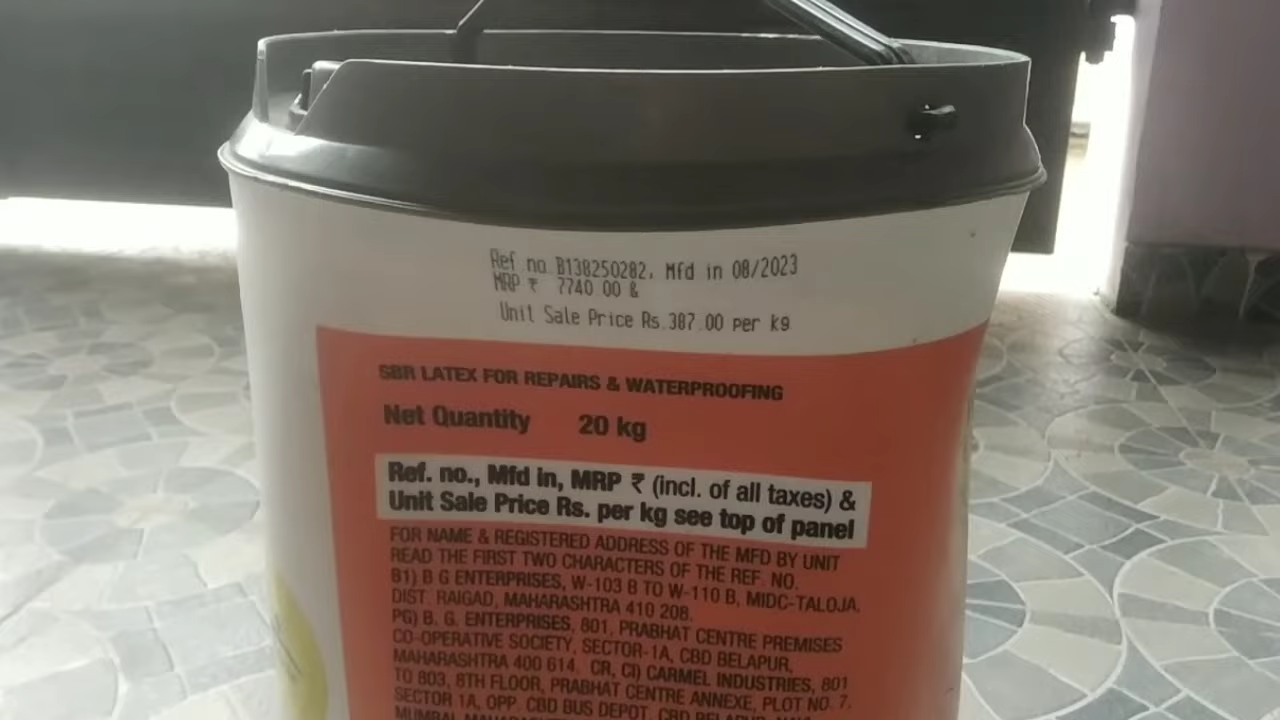 Ref no B138250282. Mfd in 08/2023
MRP ₹ 7740.00 &
Unit Sale Price Rs.387.00 per kg
SBR LATEX FOR REPAIRS & WATERPROOFING
Net Quantity 20 kg
Ref. no., Mfd in, MRP ₹ (incl. of all taxes) &
Unit Sale Price Rs. per kg see top of panel
FOR NAME & REGISTERED ADDRESS OF THE MFD BY UNIT
READ THE FIRST TWO CHARACTERS OF THE REF. NO.
B1) B G ENTERPRISES, W-103 B TO W-110 B, MIDC-TALOJA,
DIST. RAIGAD, MAHARASHTRA 410 208.
PG) B. G. ENTERPRISES, 801, PRABHAT CENTRE PREMISES
CO-OPERATIVE SOCIETY, SECTOR-1A, CBD BELAPUR,
MAHARASHTRA 400 614. CR, CI) CARMEL INDUSTRIES, 801
TO 803, 8TH FLOOR, PRABHAT CENTRE ANNEXE, PLOT NO. 7,
SECTOR 1A, OPP. CBD BUS DEPOT, CBD BELAPUR,
MUMBAI